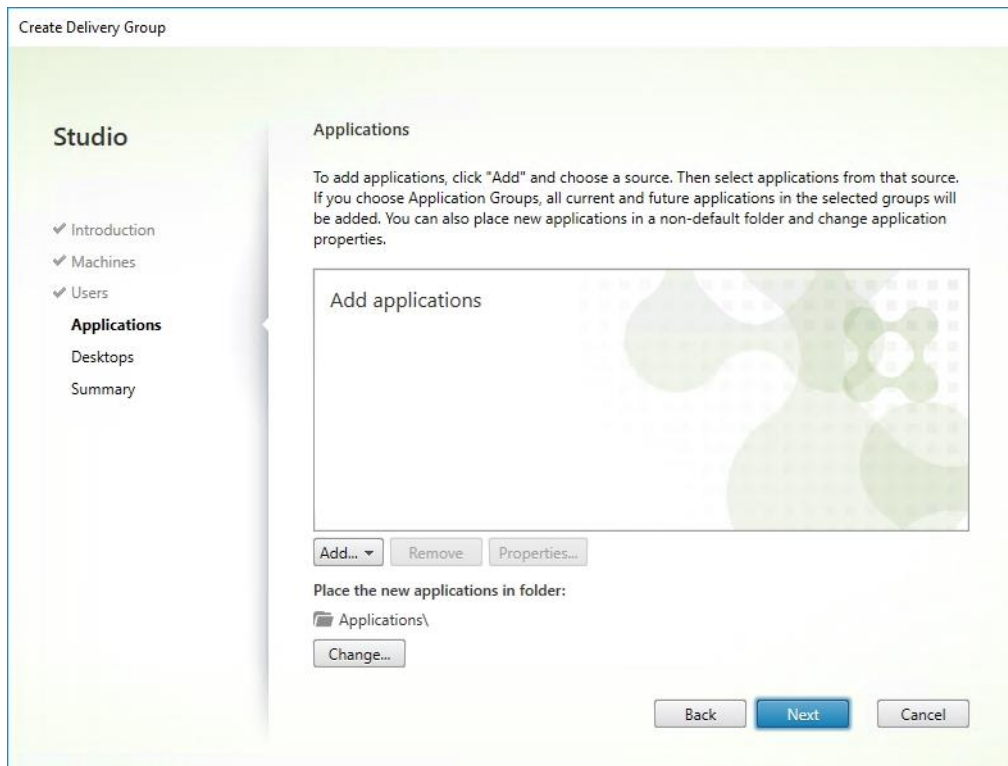 Create Delivery Group
Studio
Introduction
Machines
Users
Applications
Desktops
Summary
Applications
To add applications, click "Add" and choose a source. Then select applications from that source.
If you choose Application Groups, all current and future applications in the selected groups will
be added. You can also place new applications in a non-default folder and change application
properties.
Add applications
Add...
Remove
Properties...
Place the new applications in folder:
Applications\
Change...
Back
Next
Cancel